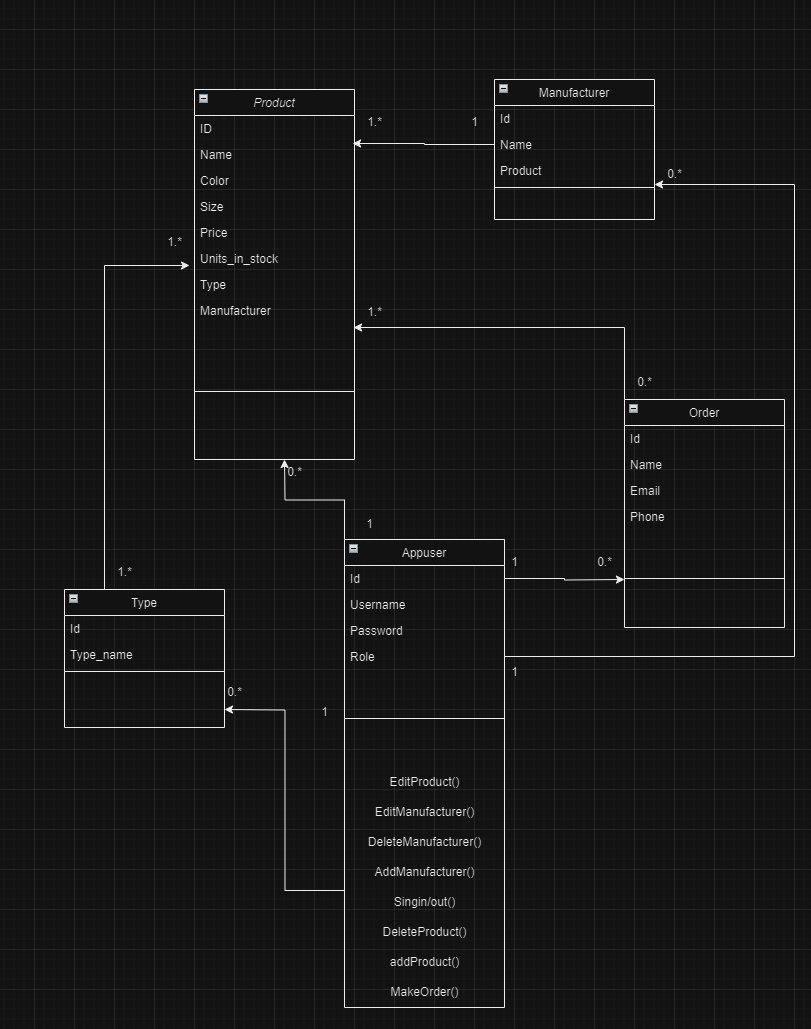 Product
ID
Name
Color
Size
Price
Units_in_stock
Type
Manufacturer
1.*
1
Manufacturer
Id
Name
Product
0.*
1.*
1.*
0.*
Order
Id
Name
Email
Phone
0.*
1
Appuser
Id
Username
Password
Role
1
0.*
1
1.*
Type
Id
Type_name
0.*
1
EditProduct()
EditManufacturer()
DeleteManufacturer()
AddManufacturer()
Singin/out()
DeleteProduct()
addProduct()
MakeOrder()